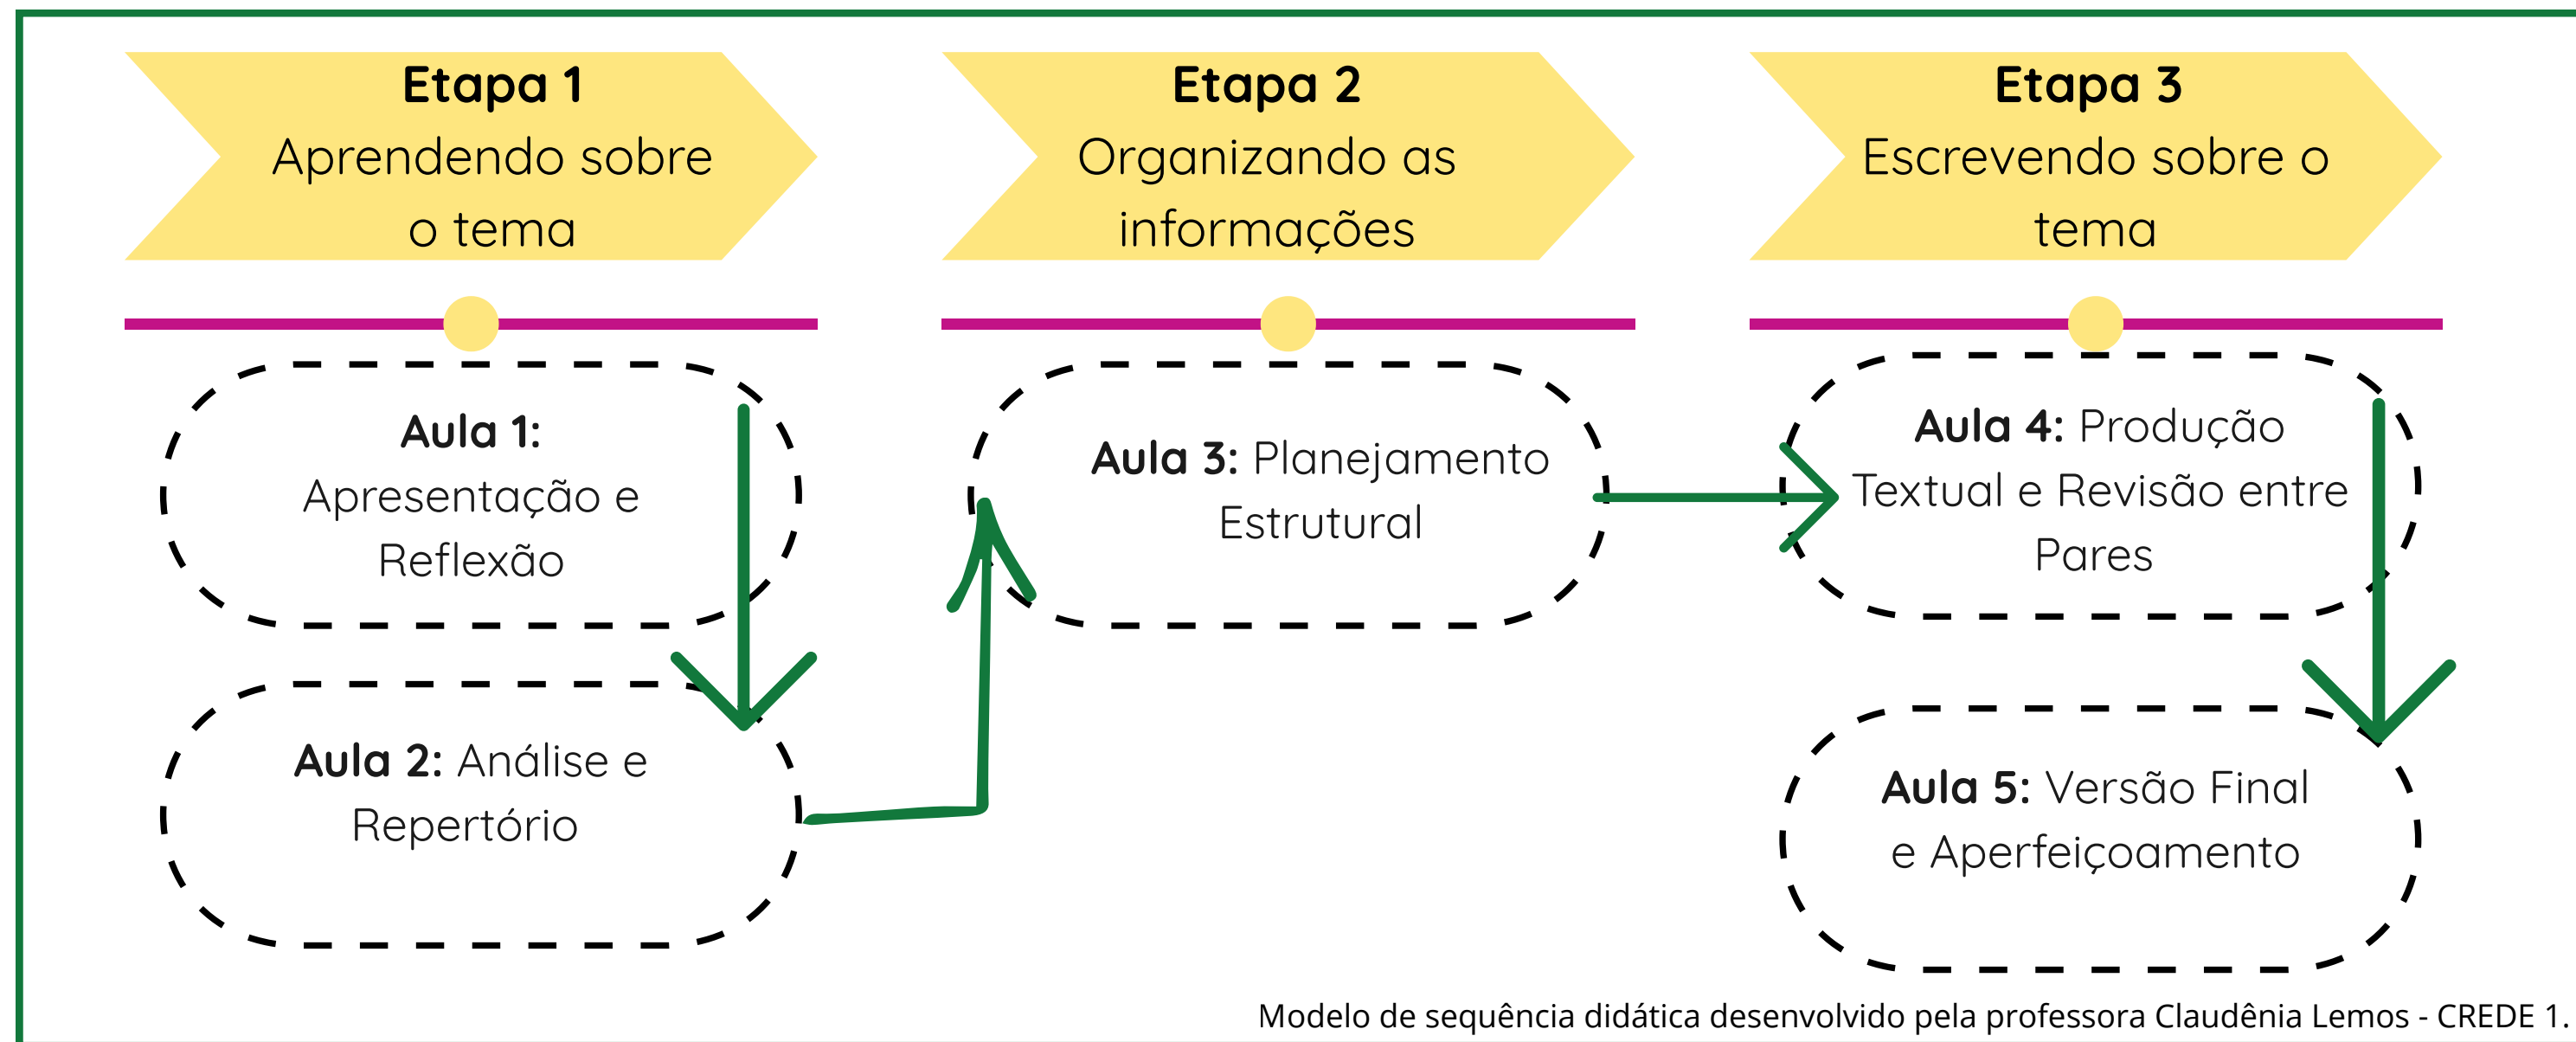 Etapa 1
Aprendendo sobre
o tema
Etapa 2
Organizando as
informações
Etapa 3
Escrevendo sobre o
tema
Aula 1:
Apresentação e
Reflexão
Aula 2: Análise e
Repertório
Aula 3: Planejamento
Estrutural
Aula 4: Produção
Textual e Revisão entre
Pares
Aula 5: Versão Final
e Aperfeiçoamento
Modelo de sequência didática desenvolvido pela professora Claudênia Lemos - CREDE 1.